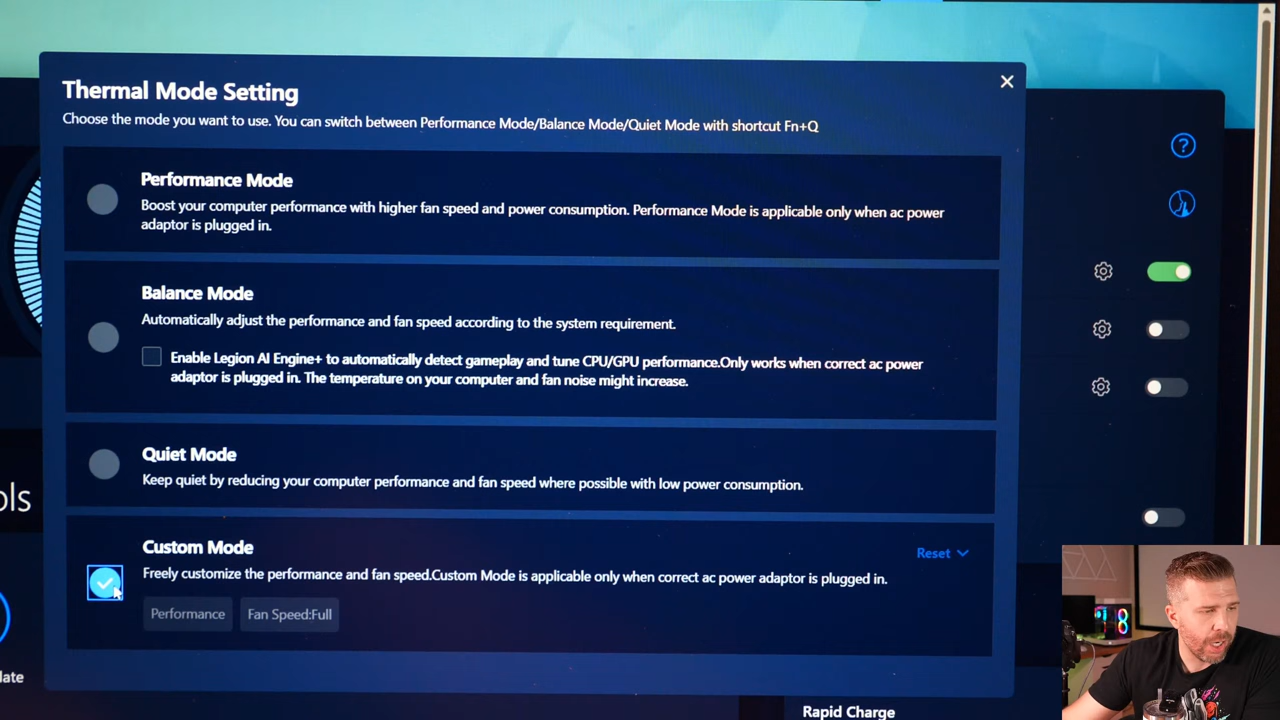 Thermal Mode Setting
Choose the mode you want to use. You can switch between Performance Mode/Balance Mode/Quiet Mode with shortcut Fn+Q
Performance Mode
Boost your computer performance with higher fan speed and power consumption. Performance Mode is applicable only when ac power
adaptor is plugged in.
Balance Mode
Automatically adjust the performance and fan speed according to the system requirement.
Enable Legion AI Engine+ to automatically detect gameplay and tune CPU/GPU performance.Only works when correct ac power
adaptor is plugged in. The temperature on your computer and fan noise might increase.
Quiet Mode
Keep quiet by reducing your computer performance and fan speed where possible with low power consumption.
ols
Custom Mode
Reset
Freely customize the performance and fan speed.Custom Mode is applicable only when correct ac power adaptor is plugged in.
Performance Fan Speed:Full
late
Rapid Charge